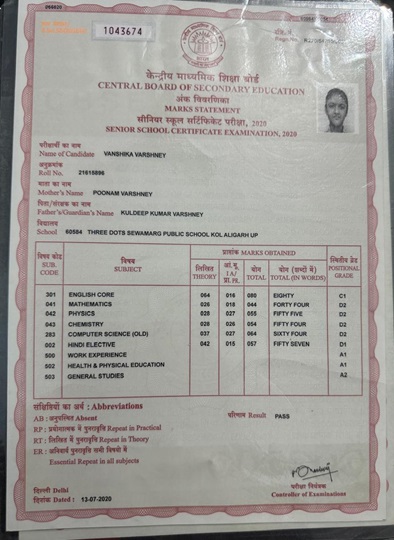 1043674
केन्द्रीय माध्यमिक शिक्षा बोर्ड
CENTRAL BOARD OF SECONDARY EDUCATION
अंक विवरणिका
MARKS STATEMENT
सीनियर स्कूल सर्टिफिकेट परीक्षा, 2020
SENIOR SCHOOL CERTIFICATE EXAMINATION, 2020
परीक्षार्थी का नाम
Name of Candidate VANSHIKA VARSHNEY
अनुक्रमांक
Roll No. 21616896
माता का नाम
Mother's Name POONAM VARSHNEY
पिता/संरक्षक का नाम
Father's/Guardian's Name KULDEEP KUMAR VARSHNEY
विद्यालय
School 60584 THREE DOTS SEWAMARG PUBLIC SCHOOL KOL ALIGARH UP
विषय कोड SUB. CODE विषय SUBJECT प्राप्तांक MARKS OBTAINED स्थितीय ग्रेड POSITIONAL GRADE
लिखित THEORY आं.मू. IA/ प्रा. PR. योग TOTAL योग (शब्दों में) TOTAL (IN WORDS)
301 ENGLISH CORE 064 016 080 EIGHTY C1
041 MATHEMATICS 026 018 044 FORTY FOUR D2
042 PHYSICS 028 027 055 FIFTY FIVE D2
043 CHEMISTRY 028 026 054 FIFTY FOUR D2
283 COMPUTER SCIENCE (OLD) 037 027 064 SIXTY FOUR D2
002 HINDI ELECTIVE 042 015 057 FIFTY SEVEN D1
500 WORK EXPERIENCE A1
502 HEALTH & PHYSICAL EDUCATION A1
503 GENERAL STUDIES A2
संक्षिप्तियों का अर्थ : Abbreviations
AB : अनुपस्थित Absent परिणाम Result PASS
RP : प्रयोगात्मक में पुनरावृति Repeat in Practical
RT : लिखित में पुनरावृति Repeat in Theory
ER : अनिवार्य पुनरावृति सभी विषयों में
Essential Repeat in all subjects
दिल्ली Delhi
दिनांक Dated : 13-07-2020
परीक्षा नियंत्रक
Controller of Examinations